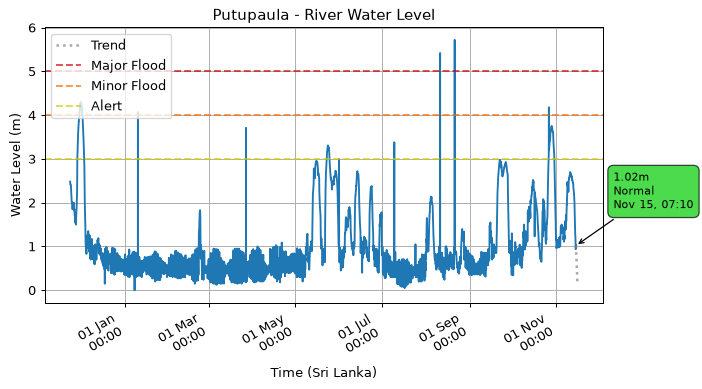 Putupaula - River Water Level
6
5
4
3
2
1
0
Water Level (m)
Trend
Major Flood
Minor Flood
Alert
1.02m
Normal
Nov 15, 07:10
01 Jan
00:00
01 Mar
00:00
01 May
00:00
01 Jul
00:00
01 Sep
00:00
01 Nov
00:00
Time (Sri Lanka)